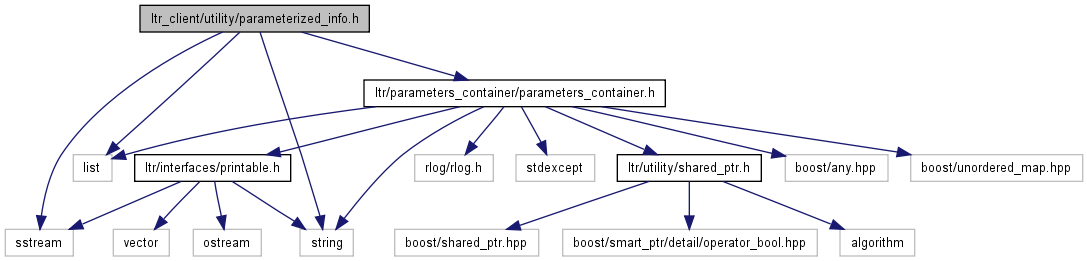 ltr_client/utility/parameterized_info.h
ltr/parameters_container/parameters_container.h
list
ltr/interfaces/printable.h
rlog/rlog.h
stdexcept
ltr/utility/shared_ptr.h
boost/any.hpp
boost/unordered_map.hpp
sstream
vector
ostream
string
boost/shared_ptr.hpp
boost/smart_ptr/detail/operator_bool.hpp
algorithm